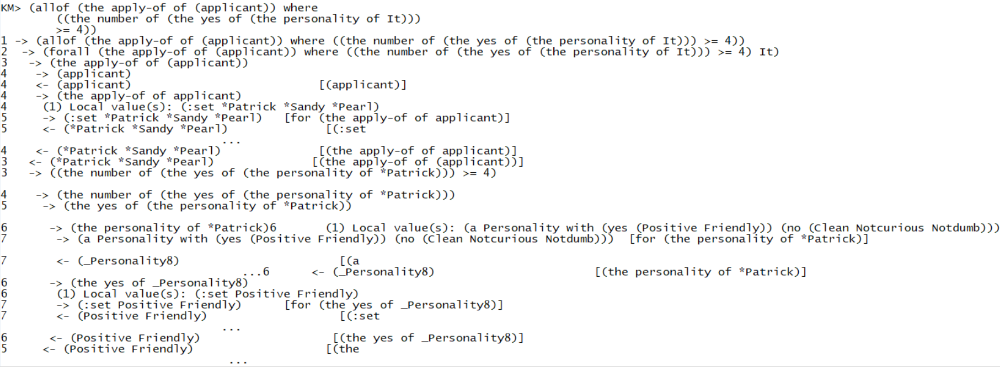 KM> (allof (the apply-of of (applicant)) where
((the number of (the yes of (the personality of It)))
>= 4))
1 -> (allof (the apply-of of (applicant)) where ((the number of (the yes of (the personality of It))) >= 4))
2 -> (forall (the apply-of of (applicant)) where ((the number of (the yes of (the personality of It))) >= 4) It)
3 -> (the apply-of of (applicant))
4 -> (applicant)
4 <- (applicant) [(applicant)]
4 -> (the apply-of of applicant)
4 (1) Local value(s): (:set *Patrick *Sandy *Pearl)
5 -> (:set *Patrick *Sandy *Pearl) [for (the apply-of of applicant)]
5 <- (*Patrick *Sandy *Pearl) [(:set
...
4 <- (*Patrick *Sandy *Pearl) [(the apply-of of applicant)]
3 <- (*Patrick *Sandy *Pearl) [(the apply-of of (applicant))]
3 -> ((the number of (the yes of (the personality of *Patrick))) >= 4)
4 -> (the number of (the yes of (the personality of *Patrick)))
5 -> (the yes of (the personality of *Patrick))
6 -> (the personality of *Patrick)6 (1) Local value(s): (a Personality with (yes (Positive Friendly)) (no (Clean Notcurious Notdumb)))
7 -> (a Personality with (yes (Positive Friendly)) (no (Clean Notcurious Notdumb))) [for (the personality of *Patrick)]
7 <- (_Personality8) [(a
...6 <- (_Personality8) [(the personality of *Patrick)]
6 -> (the yes of _Personality8)
6 (1) Local value(s): (:set Positive Friendly)
7 -> (:set Positive Friendly) [for (the yes of _Personality8)]
7 <- (Positive Friendly) [(:set
...
6 <- (Positive Friendly) [(the yes of _Personality8)]
5 <- (Positive Friendly) [(the
...